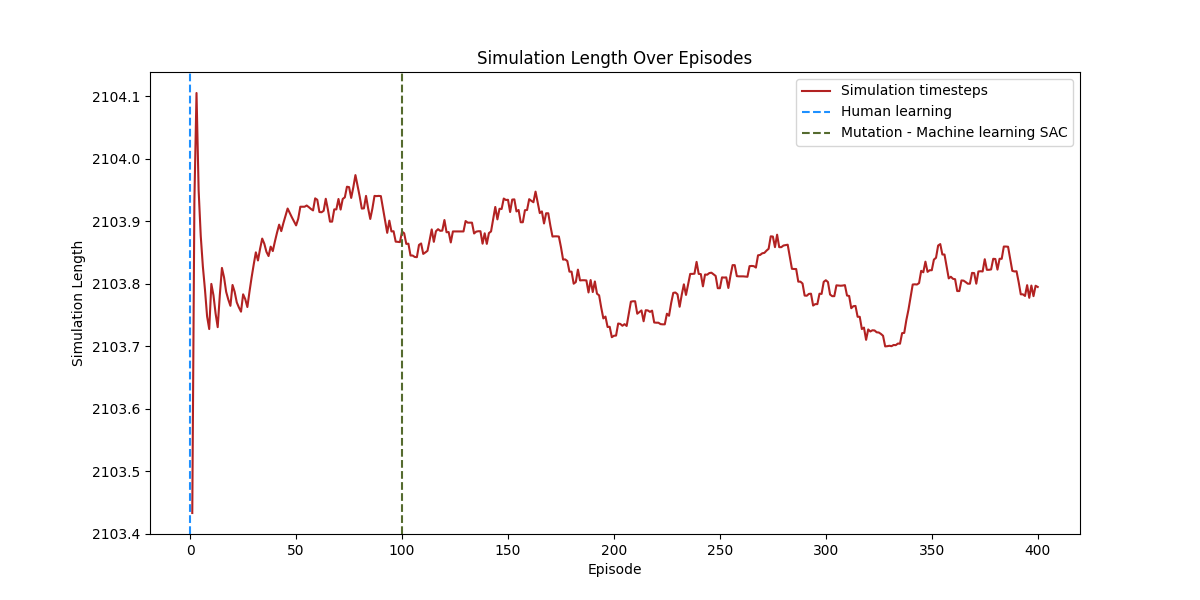 Simulation Length Over Episodes
Simulation timesteps
Human learning
Mutation - Machine learning SAC
Simulation Length
2104.1
2104.0
2103.9
2103.8
2103.7
2103.6
2103.5
2103.4
0 50 100 150 200 250 300 350 400
Episode